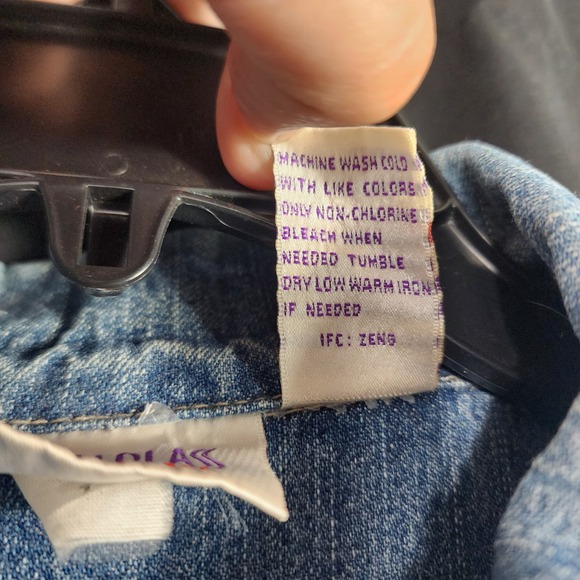 MACHINE WASH COLD
WITH LIKE COLORS
ONLY NON-CHLORINE
BLEACH WHEN
NEEDED TUMBLE
DRY LOW WARM IRON
IF NEEDED
IFC: ZENG